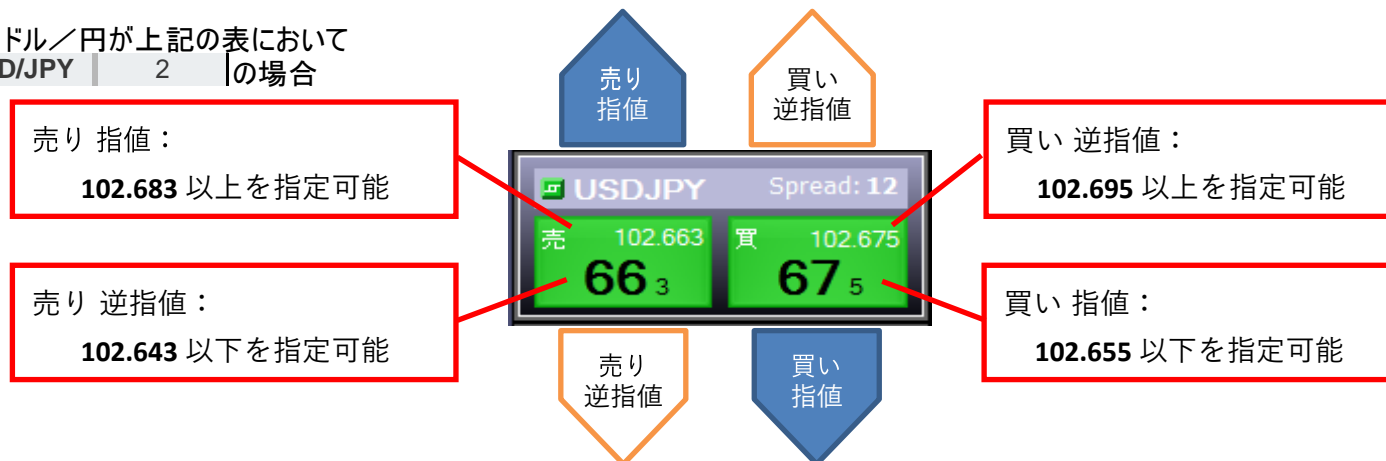 ドル／円が上記の表において
D/JPY 2 の場合
売り
指値
買い
逆指値
売り 指値：
102.683 以上を指定可能
買い 逆指値：
102.695 以上を指定可能
USDJPY Spread: 12
売 102.663 買 102.675
66 3 67 5
売り 逆指値：
102.643 以下を指定可能
買い 指値：
102.655 以下を指定可能
売り
逆指値
買い
指値